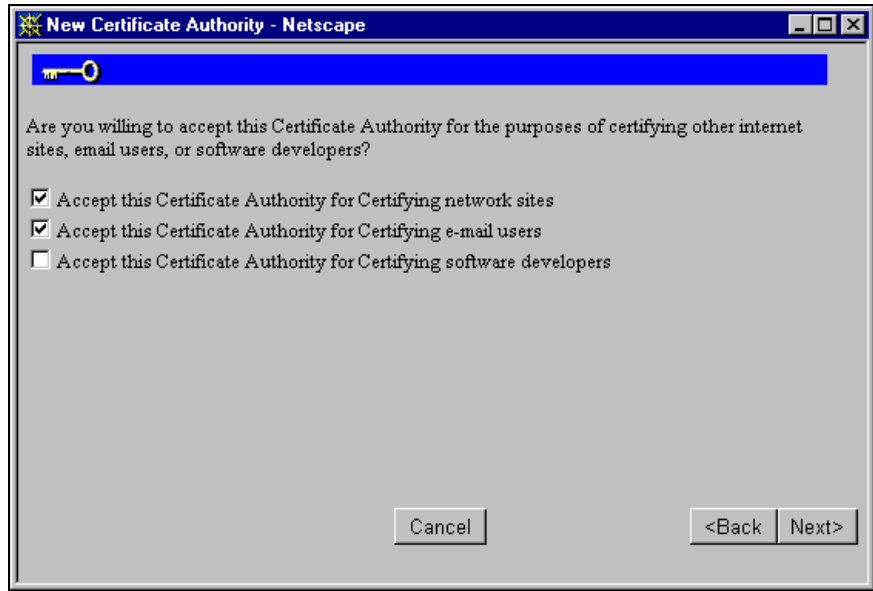 New Certificate Authority - Netscape
Are you willing to accept this Certificate Authority for the purposes of certifying other internet
sites, email users, or software developers?
Accept this Certificate Authority for Certifying network sites
Accept this Certificate Authority for Certifying e-mail users
Accept this Certificate Authority for Certifying software developers
Cancel <Back Next>